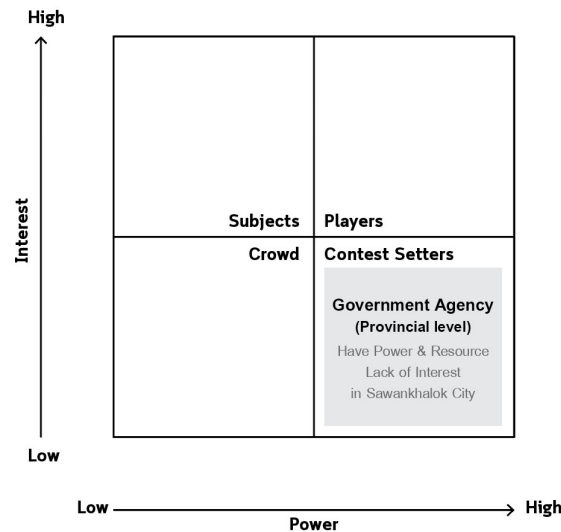 High
Interest
Subjects
Players
Crowd
Contest Setters
Government Agency
(Provincial level)
Have Power & Resource
Lack of Interest
in Sawankhalok City
Low
Low
High
Power